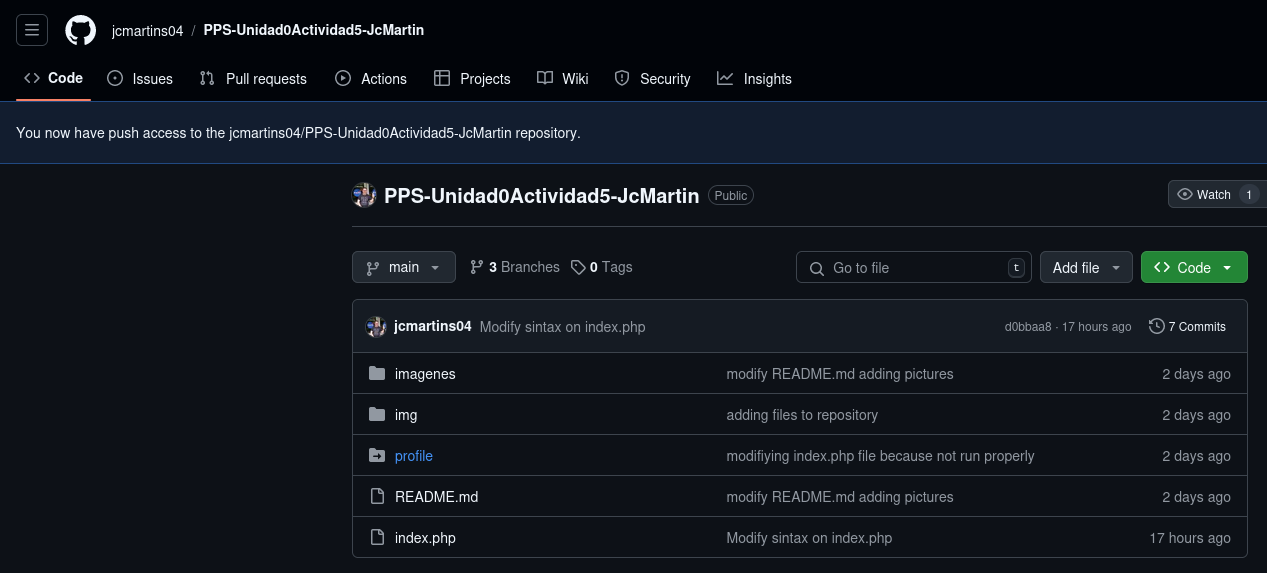 jcmartins04 / PPS-Unidad0Actividad5-JcMartin
Code Issues Pull requests Actions Projects Wiki Security Insights
You now have push access to the jcmartins04/PPS-Unidad0Actividad5-JcMartin repository.
PPS-Unidad0Actividad5-JcMartin Public Watch 1
main 3 Branches 0 Tags Go to file t Add file Code
jcmartins04 Modify sintax on index.php d0bbaa8 · 17 hours ago 7 Commits
imagenes modify README.md adding pictures 2 days ago
img adding files to repository 2 days ago
profile modifiying index.php file because not run properly 2 days ago
README.md modify README.md adding pictures 2 days ago
index.php Modify sintax on index.php 17 hours ago